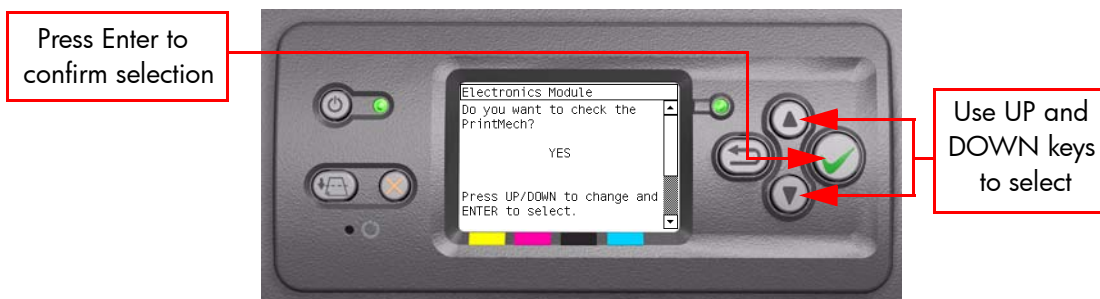 Press Enter to
confirm selection
Electronics Module
Do you want to check the
PrintMech?
YES
Press UP/DOWN to change and
ENTER to select.
Use UP and
DOWN keys
to select